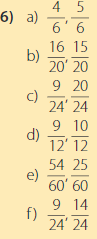 6) a) 4/6, 5/6
b) 16/20, 15/20
c) 9/24, 20/24
d) 9/12, 10/12
e) 54/60, 25/60
f) 9/24, 14/24